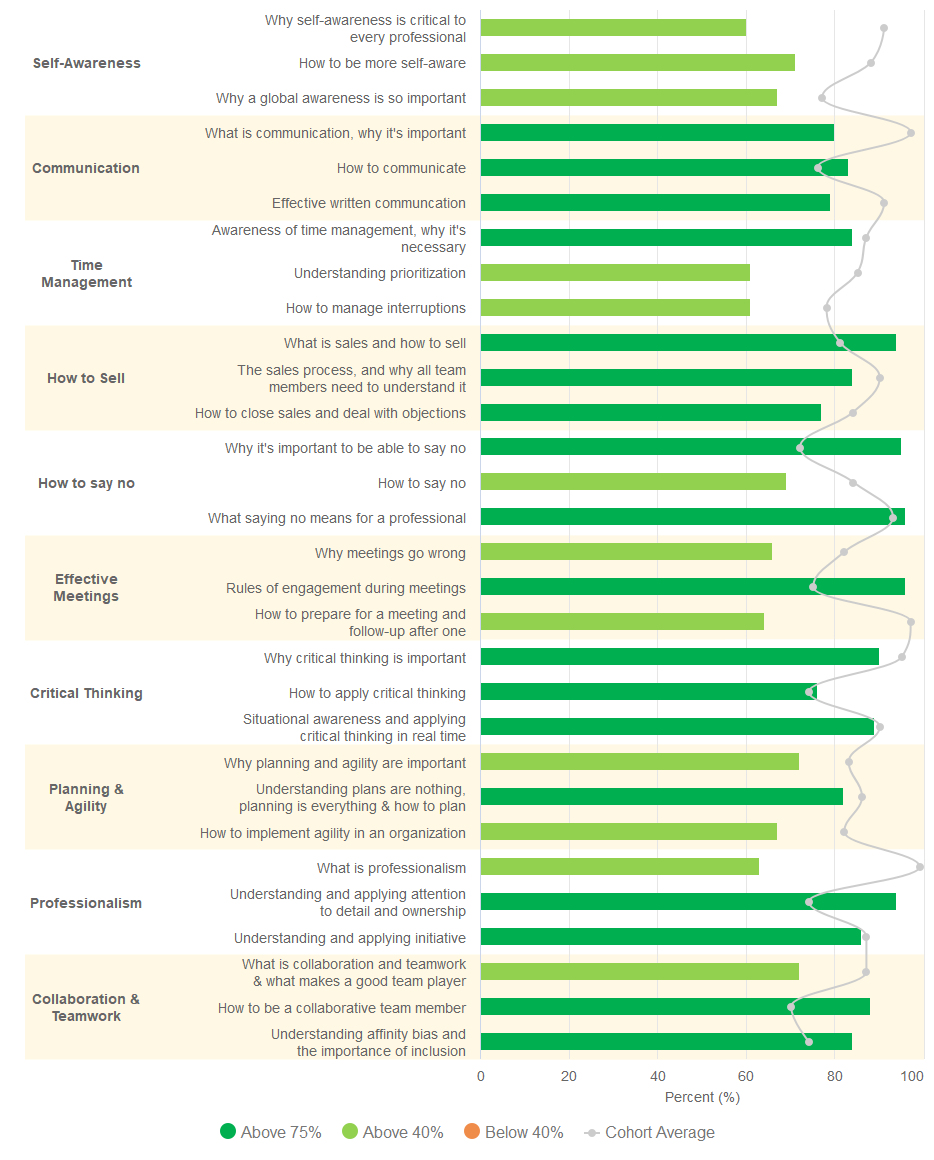 Why self-awareness is critical to
every professional
Self-Awareness
How to be more self-aware
Why a global awareness is so important
What is communication, why it's important
Communication
How to communicate
Effective written communcation
Awareness of time management, why it's
necessary
Time
Management
Understanding prioritization
How to manage interruptions
What is sales and how to sell
How to Sell
The sales process, and why all team
members need to understand it
How to close sales and deal with objections
Why it's important to be able to say no
How to say no
How to say no
What saying no means for a professional
Why meetings go wrong
Effective
Meetings
Rules of engagement during meetings
How to prepare for a meeting and
follow-up after one
Why critical thinking is important
Critical Thinking
How to apply critical thinking
Situational awareness and applying
critical thinking in real time
Why planning and agility are important
Planning &
Agility
Understanding plans are nothing,
planning is everything & how to plan
How to implement agility in an organization
What is professionalism
Professionalism
Understanding and applying attention
to detail and ownership
Understanding and applying initiative
What is collaboration and teamwork
& what makes a good team player
Collaboration &
Teamwork
How to be a collaborative team member
Understanding affinity bias and
the importance of inclusion
0 20 40 60 80 100
Percent (%)
Above 75% Above 40% Below 40% Cohort Average